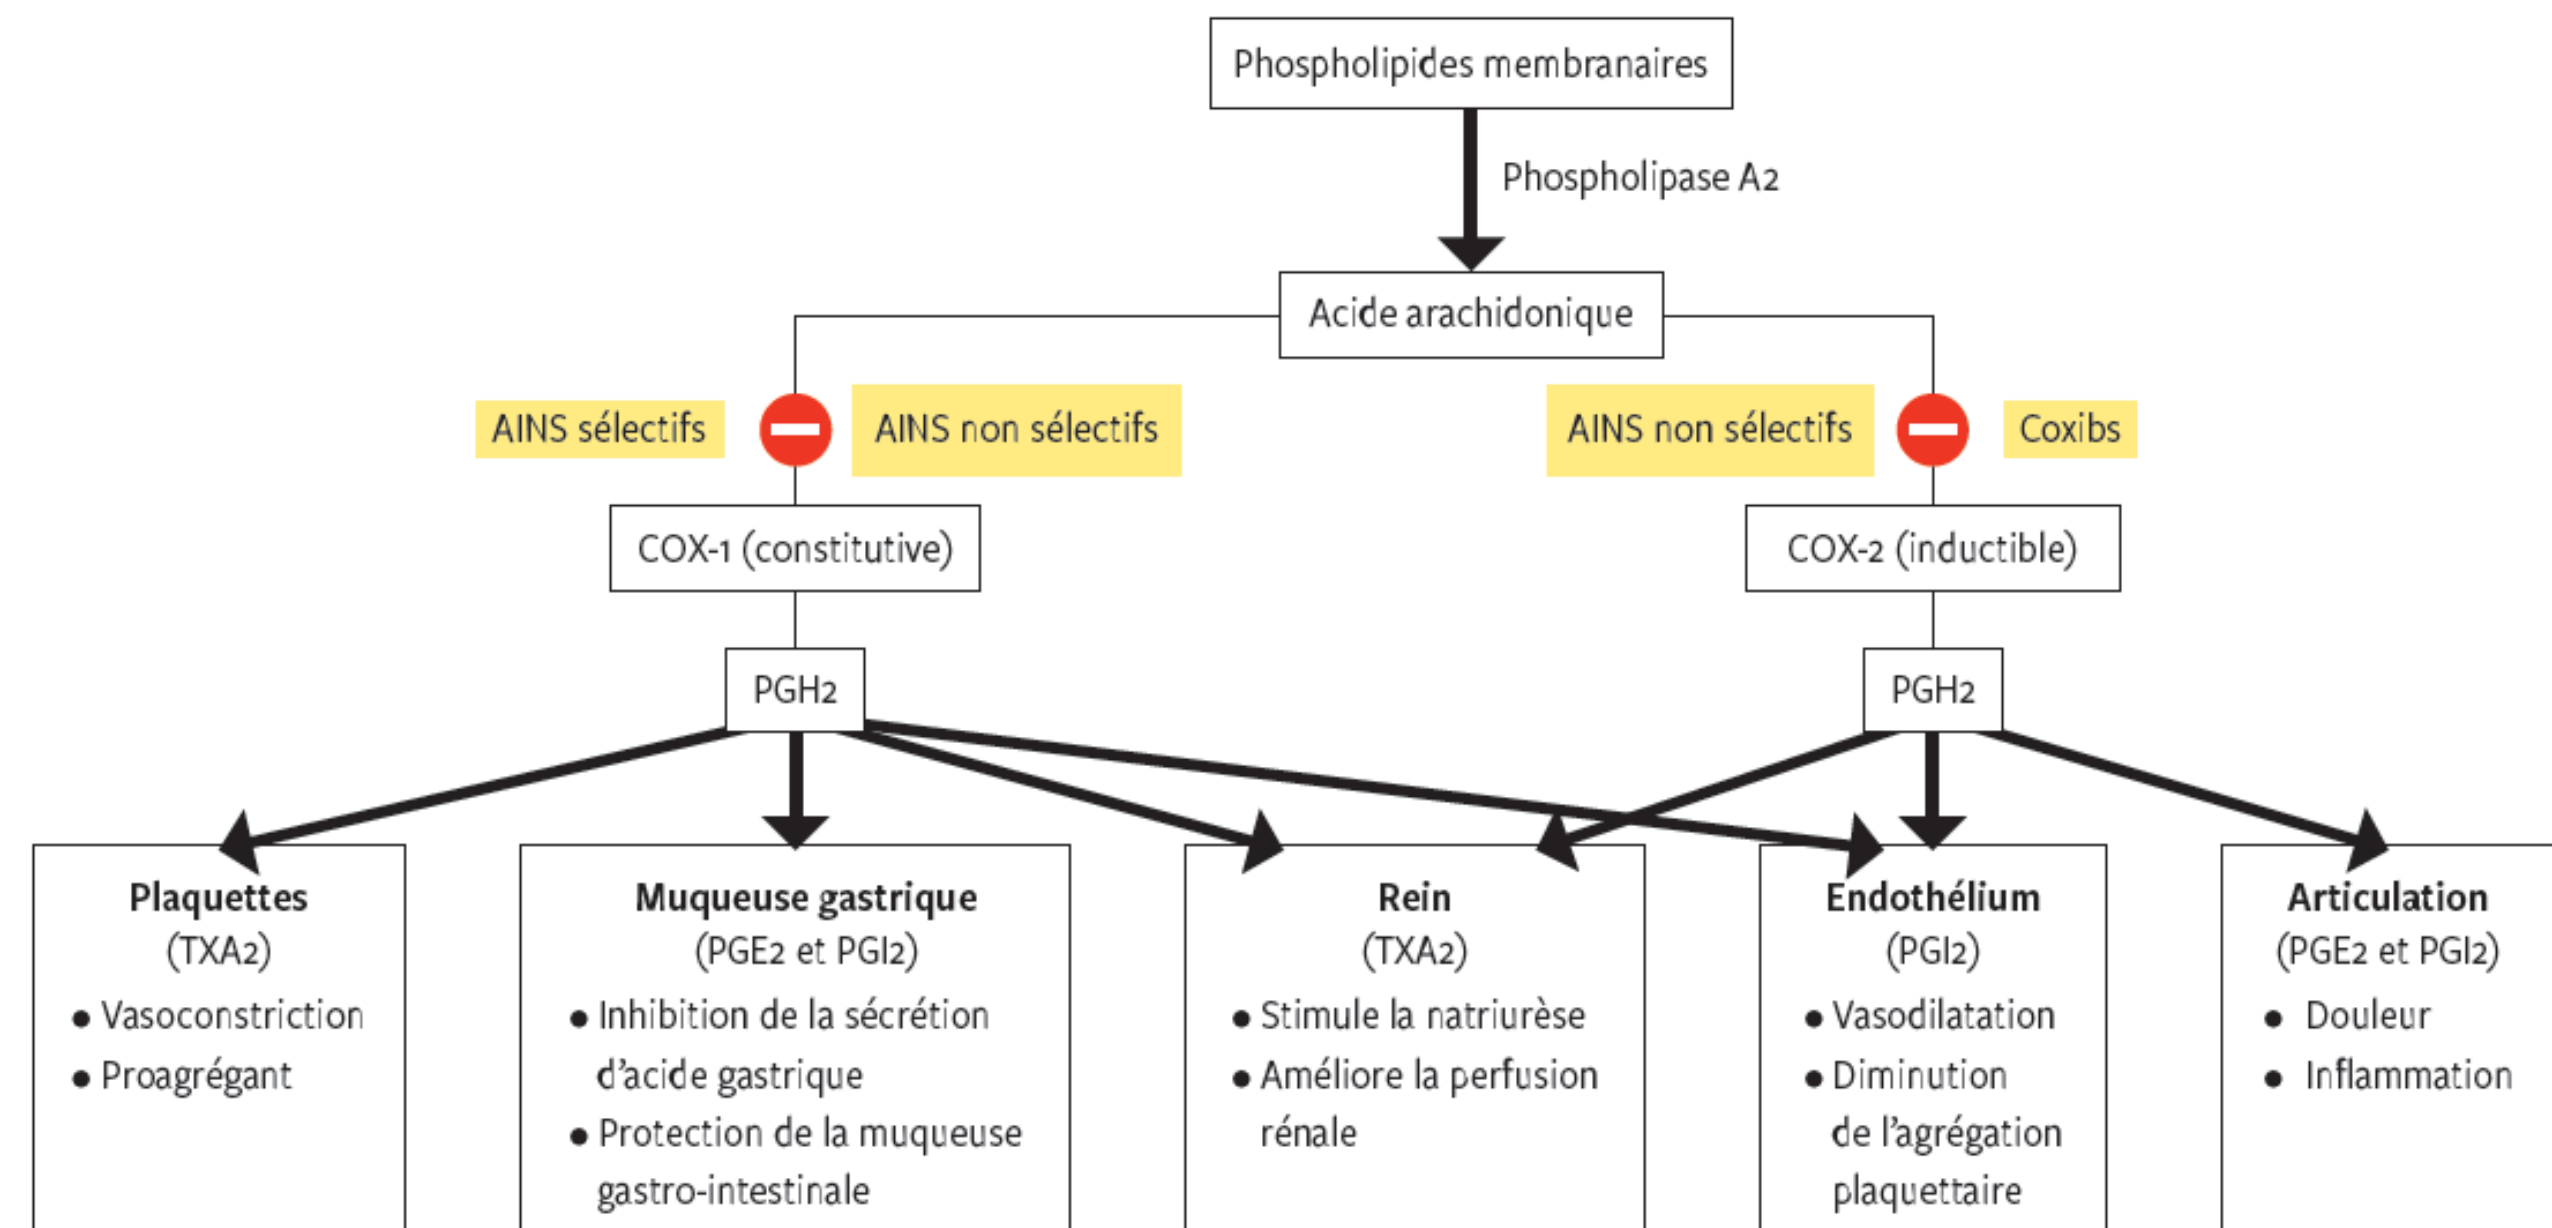 Phospholipides membranaires
Phospholipase A2
Acide arachidonique
AINS sélectifs
AINS non sélectifs
AINS non sélectifs
Coxibs
COX-1 (constitutive)
COX-2 (inductible)
PGH2
PGH2
Plaquettes
(TXA2)
● Vasoconstriction
● Proagrégant
Muqueuse gastrique
(PGE2 et PGI2)
● Inhibition de la sécrétion
d’acide gastrique
● Protection de la muqueuse
gastro-intestinale
Rein
(TXA2)
● Stimule la natriurèse
● Améliore la perfusion
rénale
Endothélium
(PGI2)
● Vasodilatation
● Diminution
de l’agrégation
plaquettaire
Articulation
(PGE2 et PGI2)
● Douleur
● Inflammation